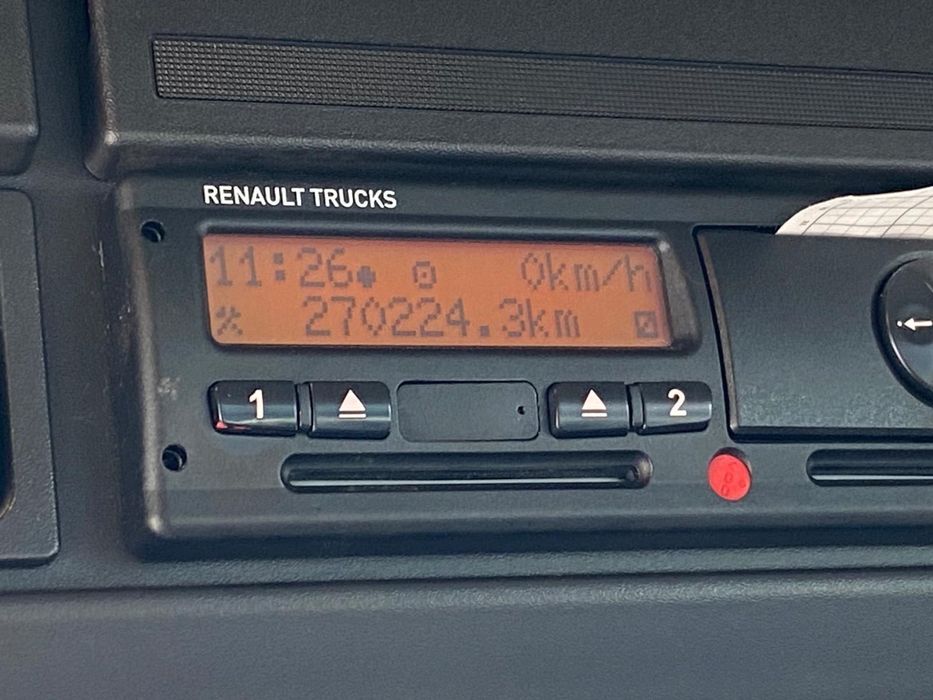 RENAULT TRUCKS
11:26 0km/h
270224.3km
1
2